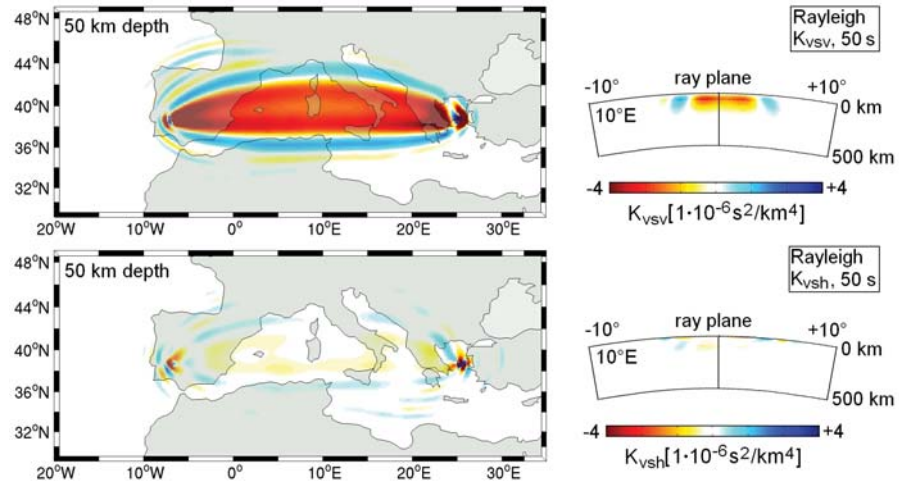 48°N
44°N
40°N
36°N
32°N
50 km depth
20°W
10°W
0°
10°E
20°E
30°E
Rayleigh
Kvsv, 50 s
ray plane
-10°
+10°
10°E
0 km
500 km
-4
+4
Kvsv[1·10-6s2/km4]
48°N
44°N
40°N
36°N
32°N
50 km depth
20°W
10°W
0°
10°E
20°E
30°E
Rayleigh
Kvsh, 50 s
ray plane
-10°
+10°
10°E
0 km
500 km
-4
+4
Kvsh[1·10-6s2/km4]